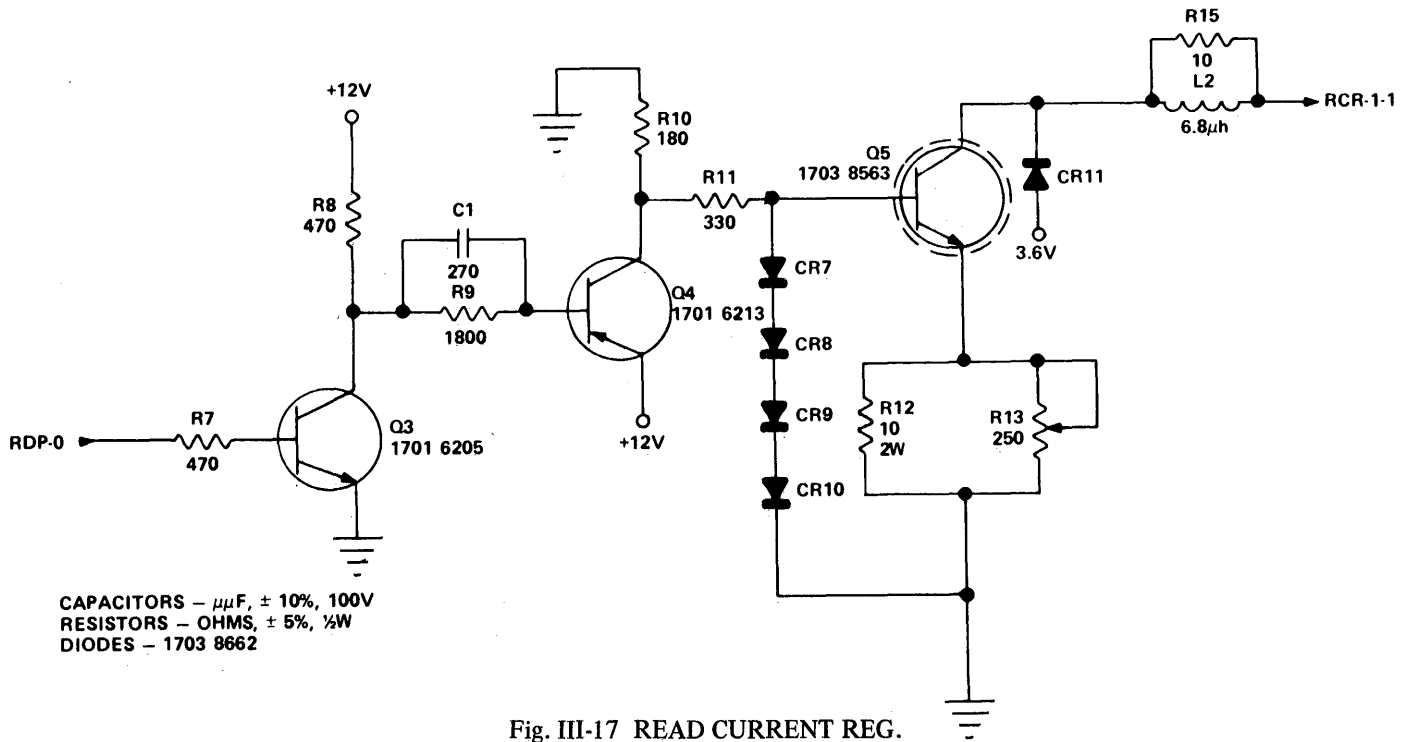 R15
10
L2
6.8μh
RCR-1-1
+12V
R10
180
Q5
1703 8563
CR11
3.6V
R8
470
C1
270
R9
1800
R11
330
Q4
1701 6213
CR7
CR8
CR9
CR10
+12V
R12
10
2W
R13
250
RDP-0
R7
470
Q3
1701 6205
CAPACITORS – μμF, ± 10%, 100V
RESISTORS – OHMS, ± 5%, ½W
DIODES – 1703 8662
Fig. III-17 READ CURRENT REG.